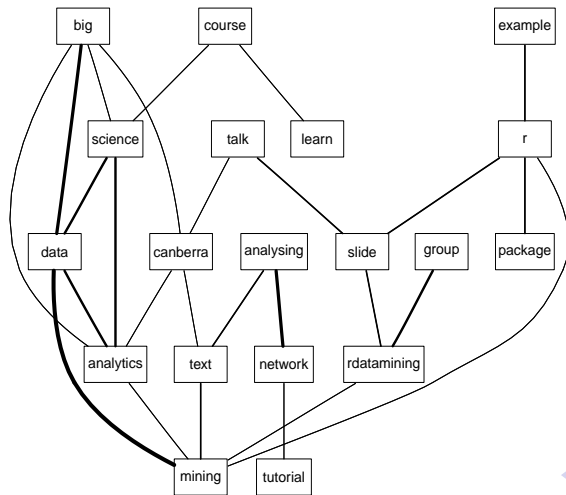 big
course
example
science
talk
learn
r
data
canberra
analysing
slide
group
package
analytics
text
network
rdatamining
mining
tutorial